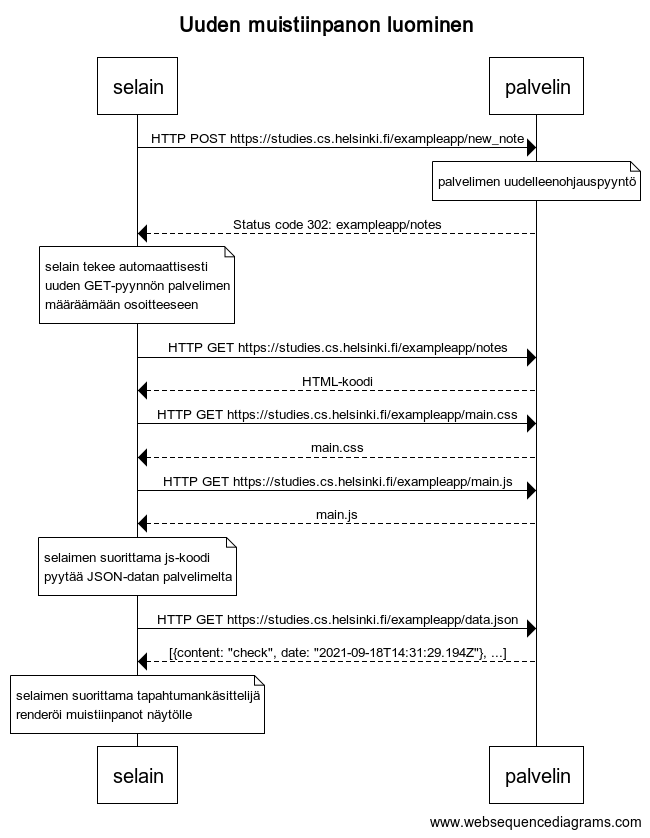 Uuden muistiinpanon luominen
selain
palvelin
HTTP POST https://studies.cs.helsinki.fi/exampleapp/new_note
palvelimen uudelleenohjauspyyntö
Status code 302: exampleapp/notes
selain tekee automaattisesti
uuden GET-pyynnön palvelimen
määräämään osoitteeseen
HTTP GET https://studies.cs.helsinki.fi/exampleapp/notes
HTML-koodi
HTTP GET https://studies.cs.helsinki.fi/exampleapp/main.css
main.css
HTTP GET https://studies.cs.helsinki.fi/exampleapp/main.js
main.js
selaimen suorittama js-koodi
pyytää JSON-datan palvelimelta
HTTP GET https://studies.cs.helsinki.fi/exampleapp/data.json
[{content: "check", date: "2021-09-18T14:31:29.194Z"}, ...]
selaimen suorittama tapahtumankäsittelijä
renderöi muistiinpanot näytölle
selain
palvelin
www.websequencediagrams.com